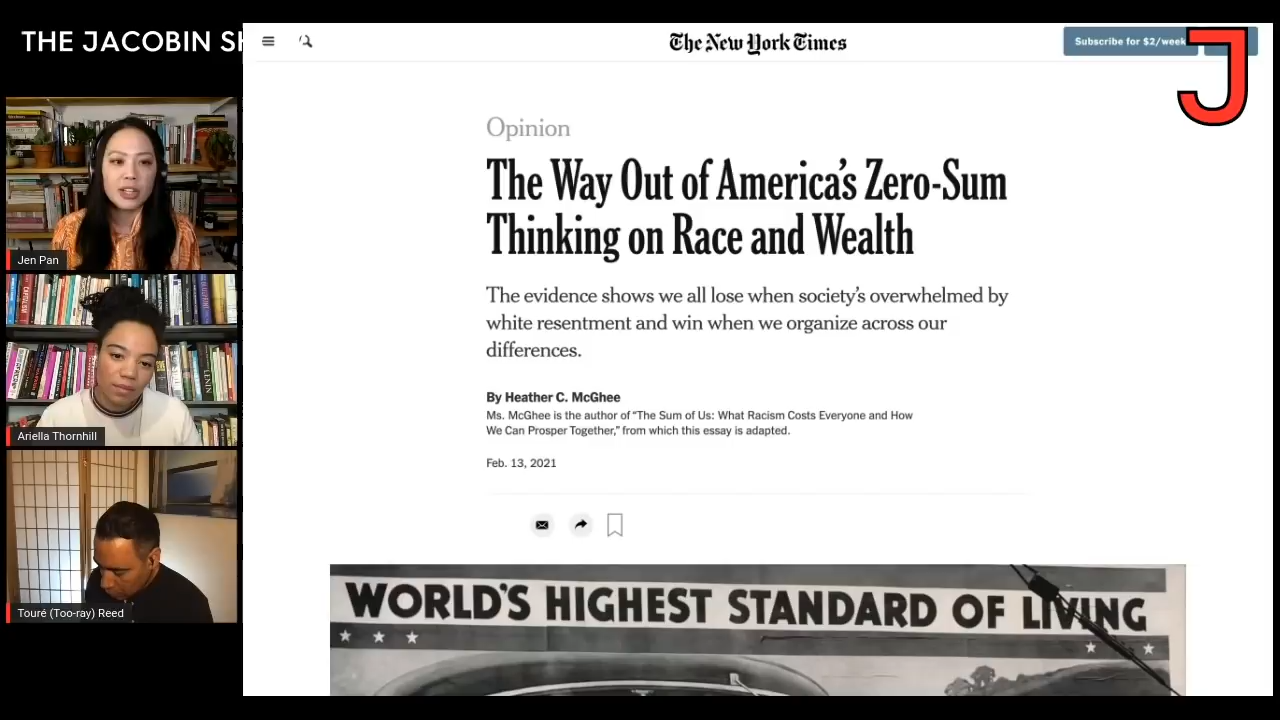 THE JACOBIN SH
The New York Times
Subscribe for $2/week
J
Opinion
The Way Out of America's Zero-Sum
Thinking on Race and Wealth
The evidence shows we all lose when society's overwhelmed by
white resentment and win when we organize across our
differences.
By Heather C. McGhee
Ms. McGhee is the author of "The Sum of Us: What Racism Costs Everyone and How
We Can Prosper Together," from which this essay is adapted.
Feb. 13, 2021
WORLD'S HIGHEST STANDARD OF LIVING
Jen Pan
Ariella Thornhill
LENIN
Touré (Too-ray) Reed